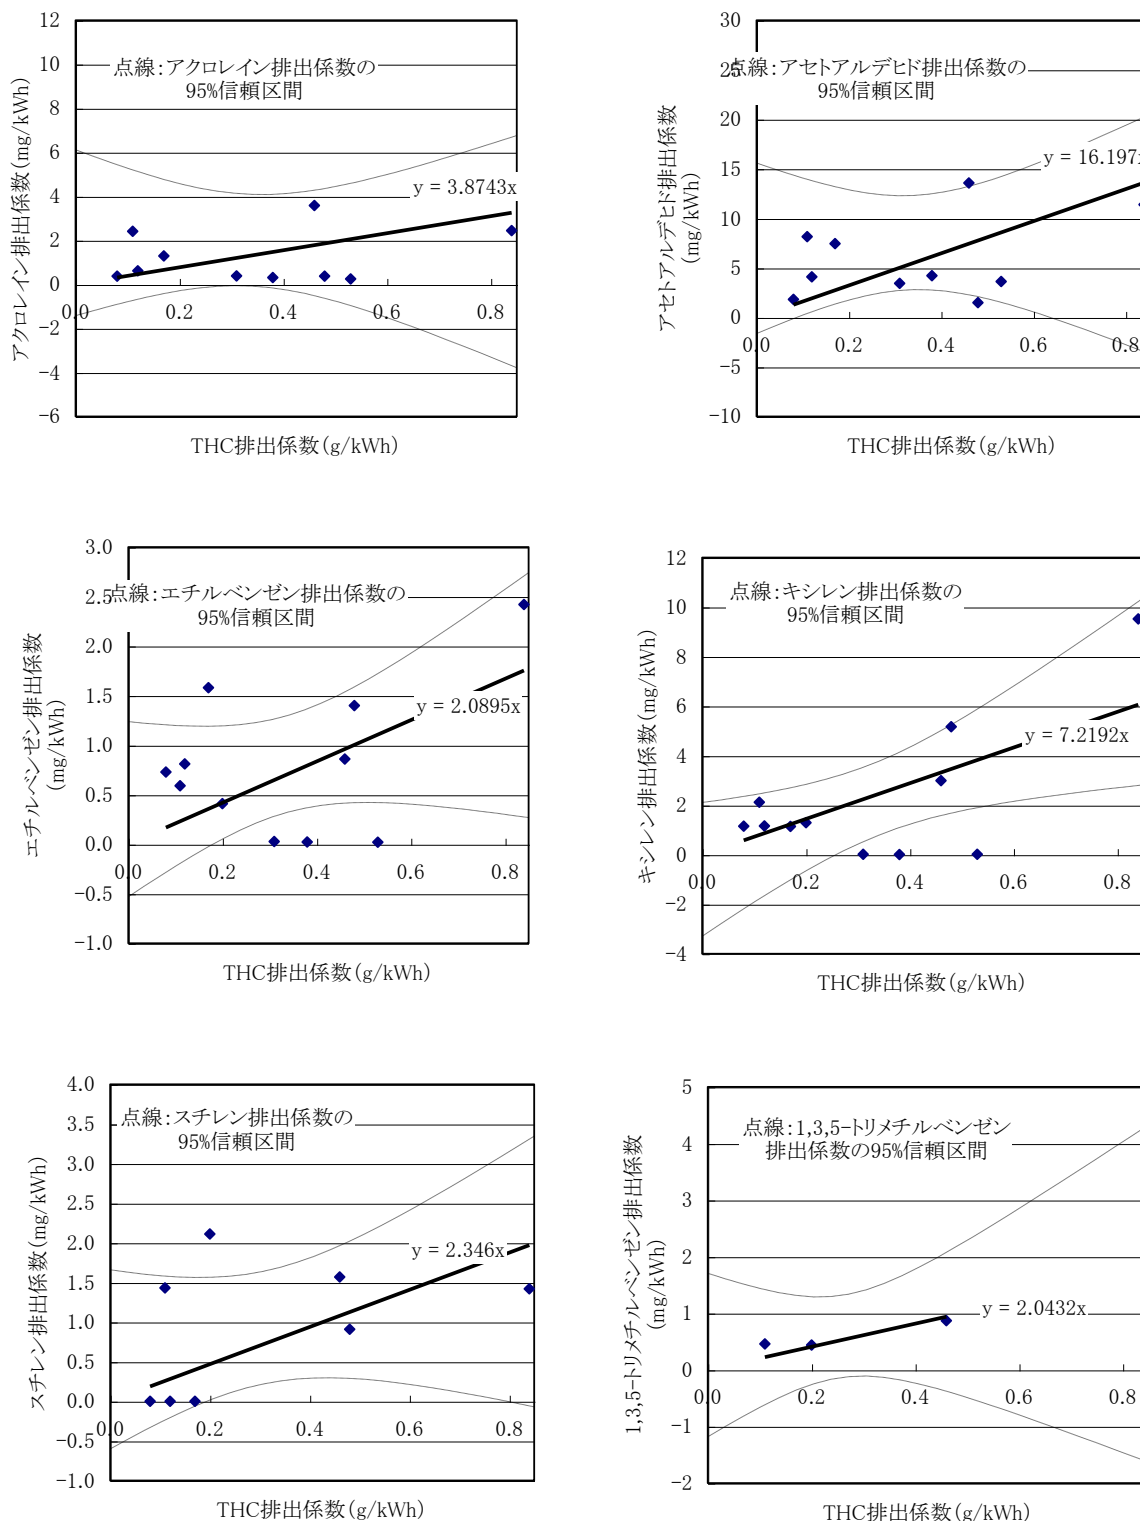 12
10
8
6
4
2
0
−2
−4
−6
アクロレイン排出係数(mg/kWh)
点線:アクロレイン排出係数の
95%信頼区間
y = 3.8743x
0.0
0.2
0.4
0.6
0.8
THC排出係数(g/kWh)
30
25
20
15
10
5
0
−5
−10
アセトアルデヒド排出係数
(mg/kWh)
点線:アセトアルデヒド排出係数の
95%信頼区間
y = 16.197x
0.0
0.2
0.4
0.6
0.8
THC排出係数(g/kWh)
3.0
2.5
2.0
1.5
1.0
0.5
0.0
−0.5
−1.0
エチルベンゼン排出係数
(mg/kWh)
点線:エチルベンゼン排出係数の
95%信頼区間
y = 2.0895x
0.0
0.2
0.4
0.6
0.8
THC排出係数(g/kWh)
12
10
8
6
4
2
0
−2
−4
キシレン排出係数(mg/kWh)
点線:キシレン排出係数の
95%信頼区間
y = 7.2192x
0.0
0.2
0.4
0.6
0.8
THC排出係数(g/kWh)
4.0
3.5
3.0
2.5
2.0
1.5
1.0
0.5
0.0
−0.5
−1.0
スチレン排出係数(mg/kWh)
点線:スチレン排出係数の
95%信頼区間
y = 2.346x
0.0
0.2
0.4
0.6
0.8
THC排出係数(g/kWh)
5
4
3
2
1
0
−1
−2
1,3,5−トリメチルベンゼン排出係数
(mg/kWh)
点線:1,3,5−トリメチルベンゼン
排出係数の95%信頼区間
y = 2.0432x
0.0
0.2
0.4
0.6
0.8
THC排出係数(g/kWh)